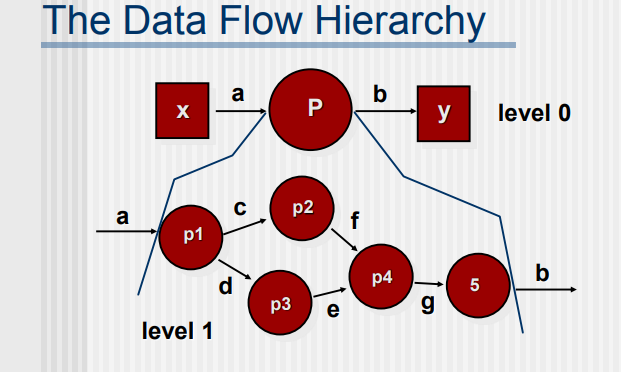 The Data Flow Hierarchy
x a P b y level 0
a p1 c p2 f
d p3 e p4 g 5 b
level 1